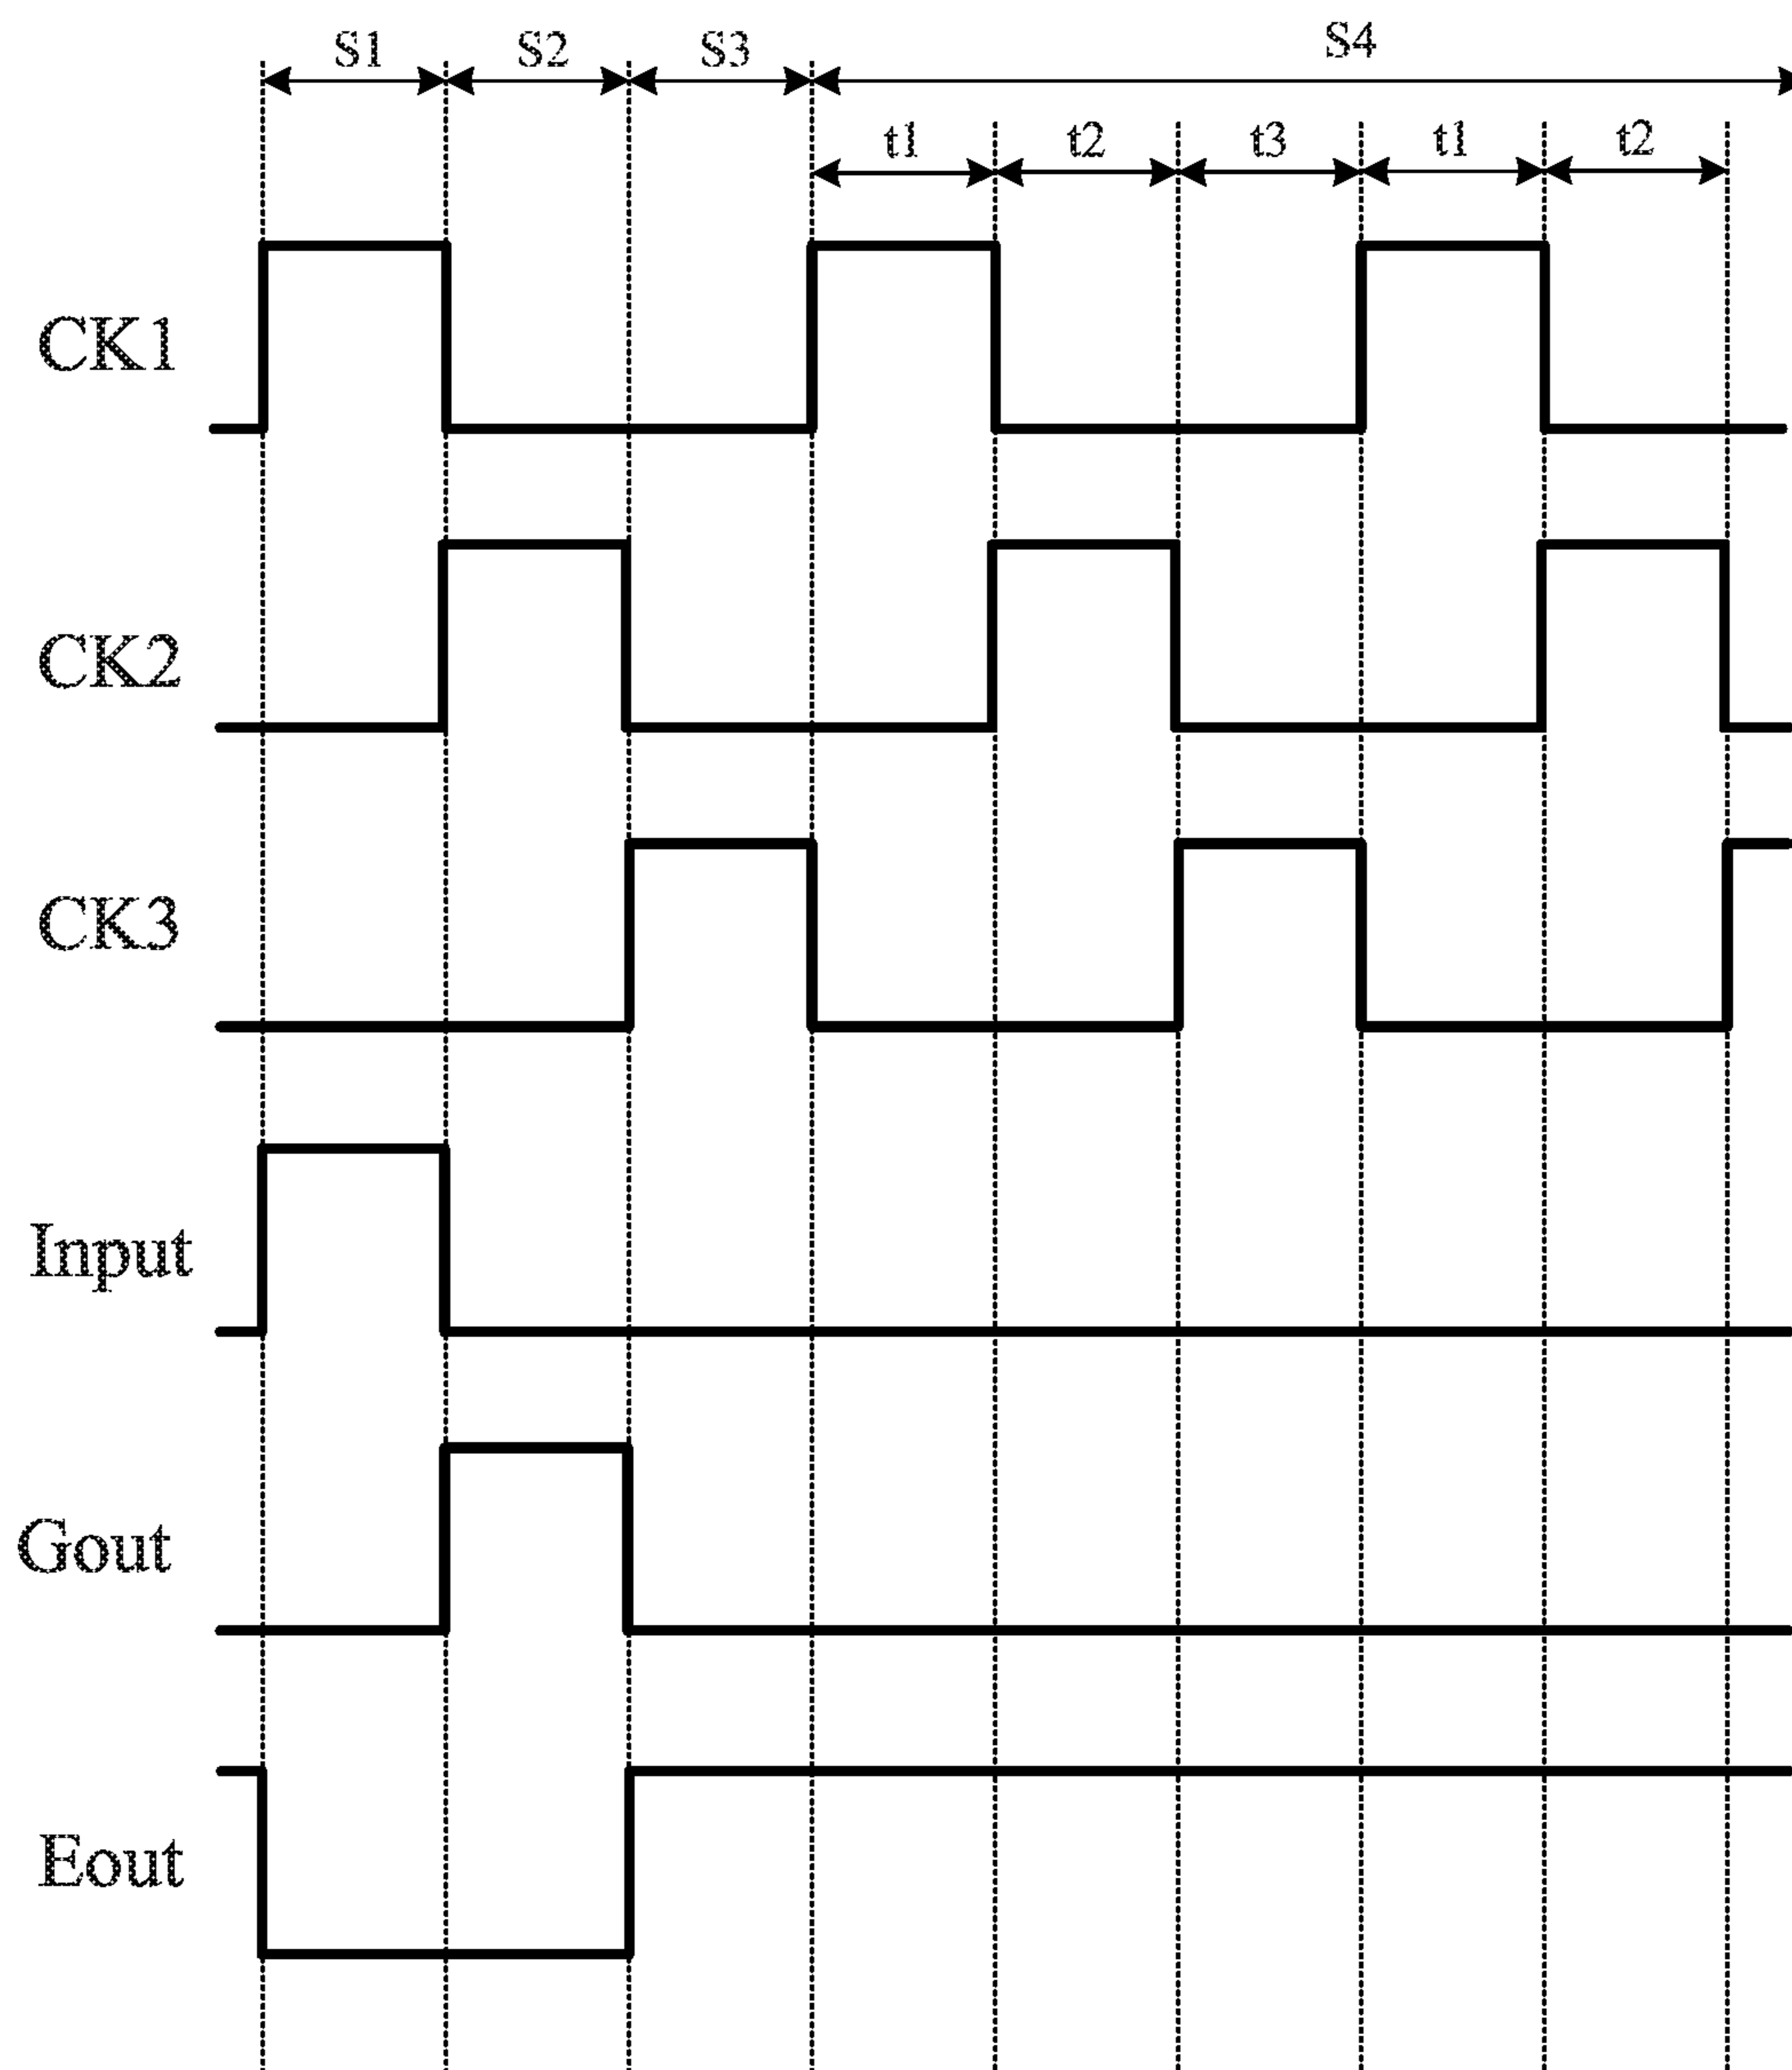 S1 S2 S3 S4
t1 t2 t3 t1 t2
CK1
CK2
CK3
Input
Gout
Eout